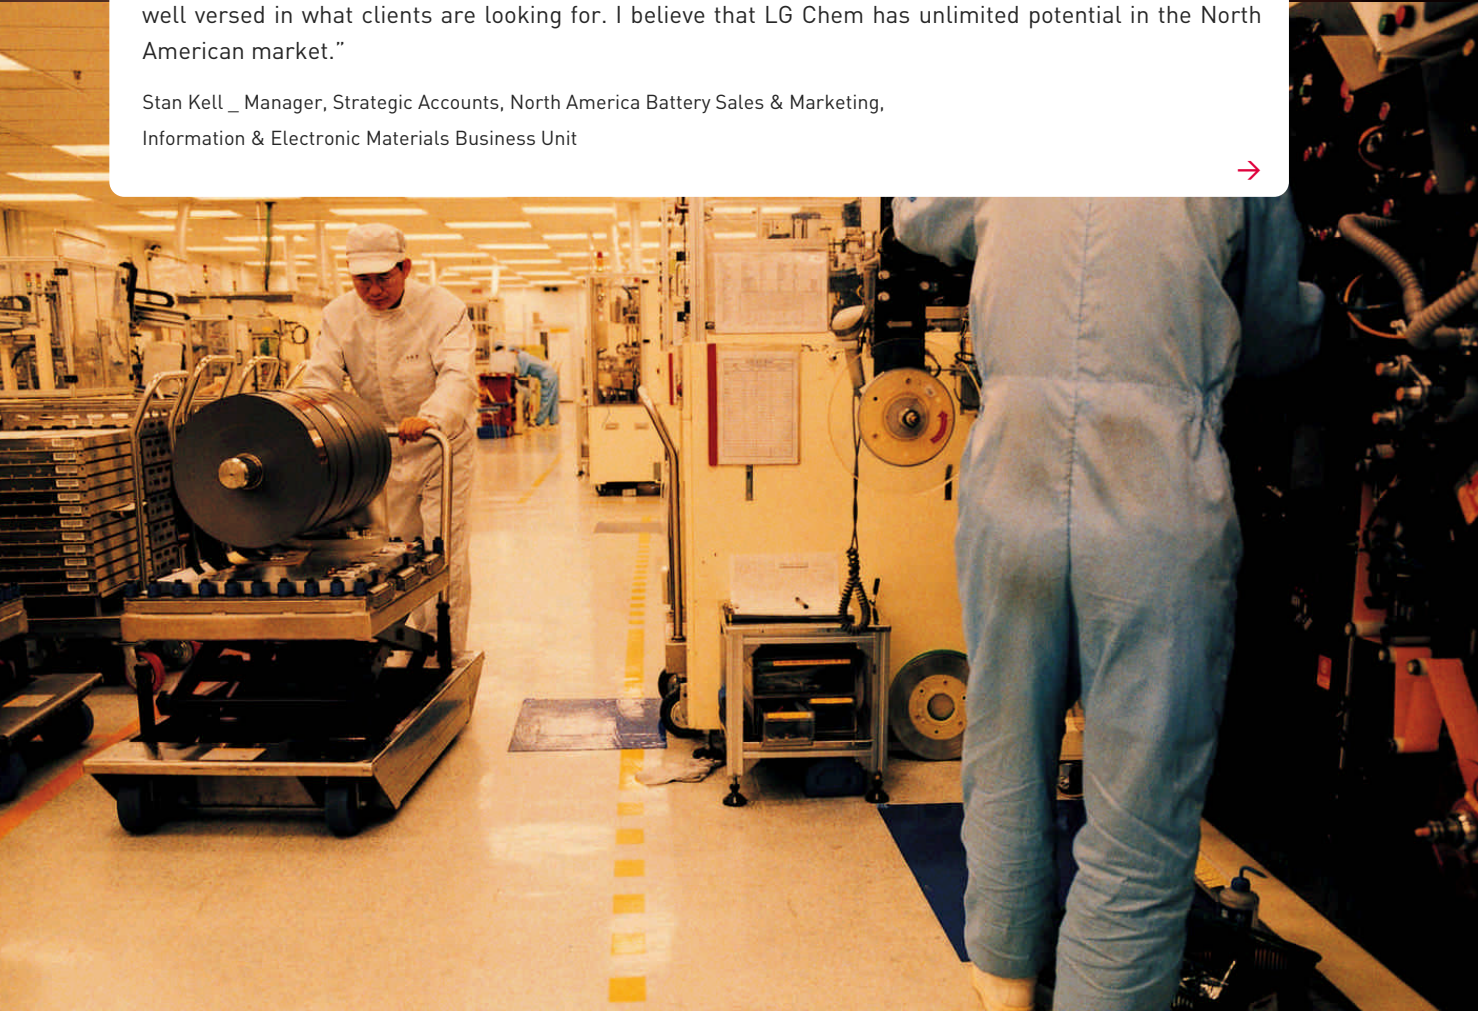 well versed in what clients are looking for. I believe that LG Chem has unlimited potential in the North
American market.”
Stan Kell _ Manager, Strategic Accounts, North America Battery Sales & Marketing,
Information & Electronic Materials Business Unit